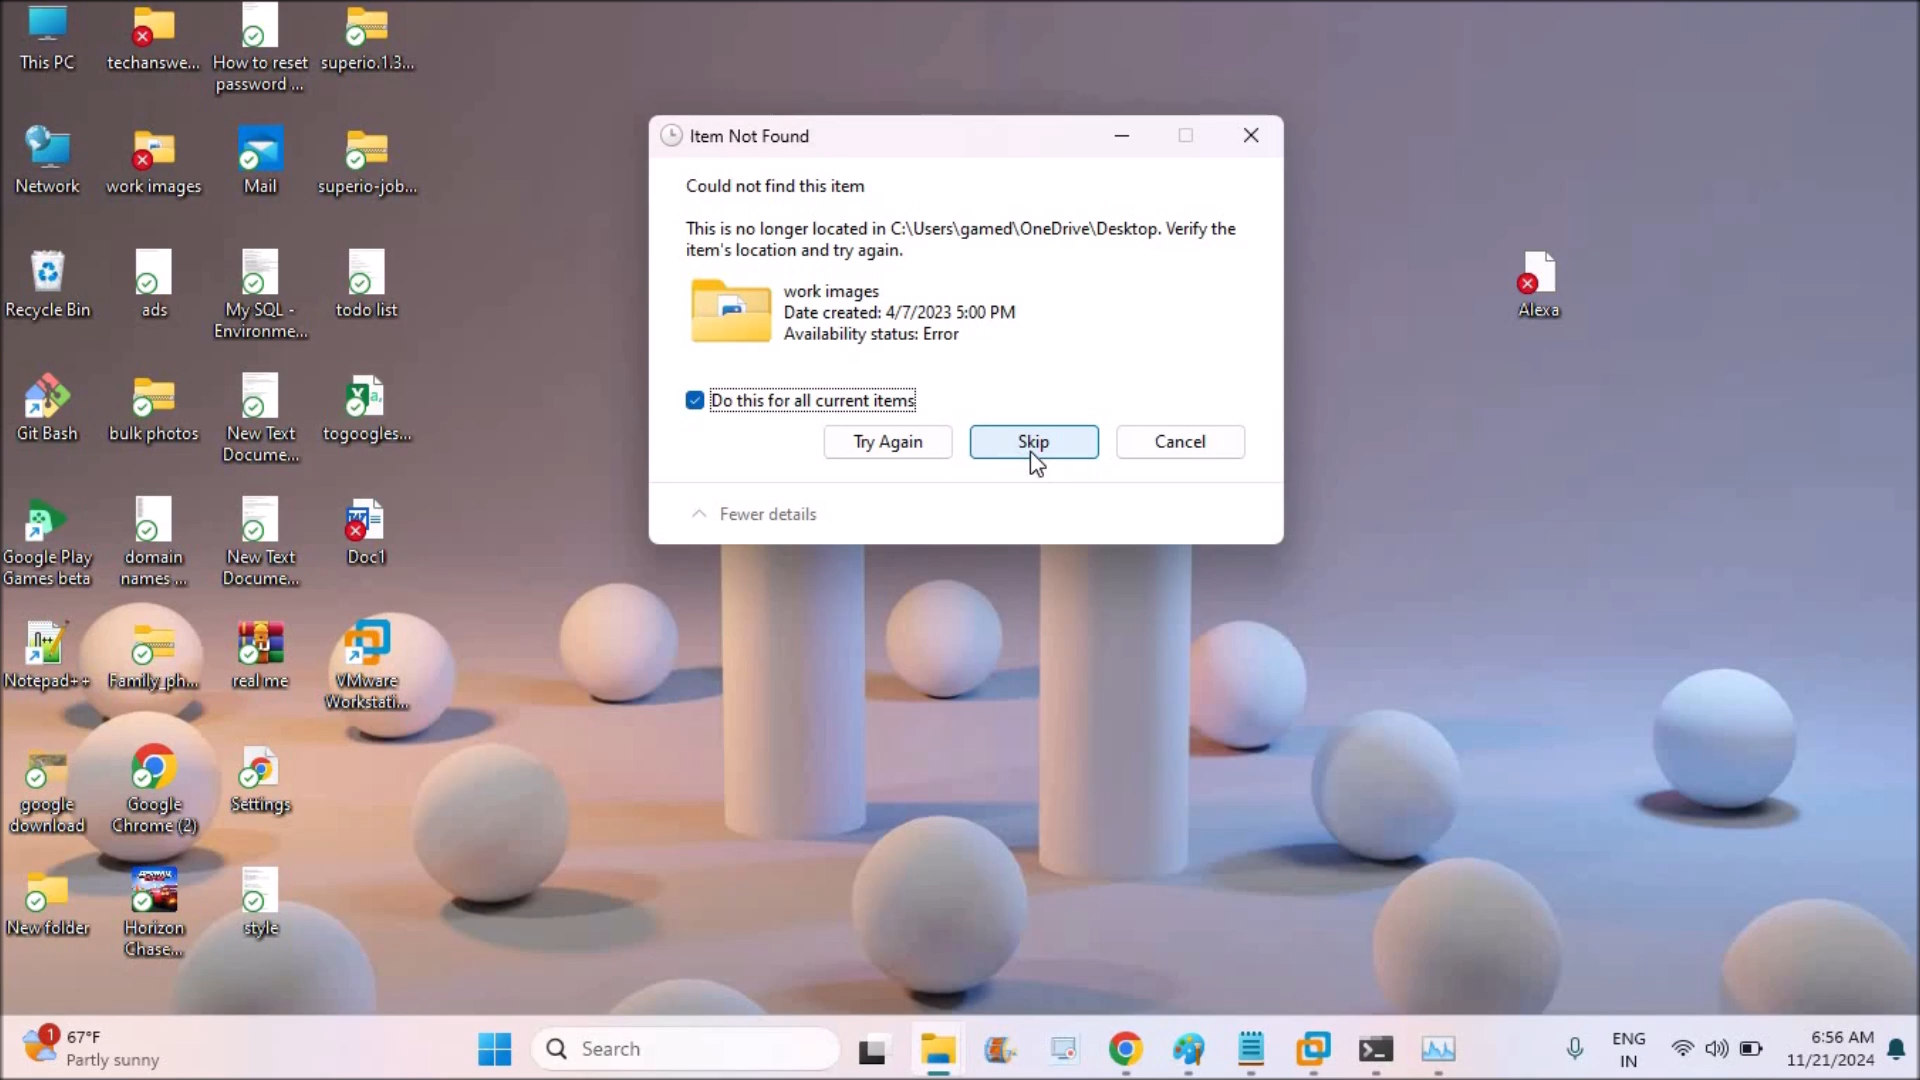 This PC
techanswe...
How to reset
password ...
superio.1.3...
Network
work images
Mail
superio-job...
Recycle Bin
ads
My SQL -
Environme...
todo list
Git Bash
bulk photos
New Text
Docume...
togoogles...
Google Play
Games beta
domain
names ...
New Text
Docume...
Doc1
Notepad++
Family_ph...
real me
VMware
Workstati...
google
download
Google
Chrome (2)
Settings
New folder
Horizon
Chase...
style
Item Not Found
Could not find this item
This is no longer located in C:\Users\gamed\OneDrive\Desktop. Verify the
item's location and try again.
work images
Date created: 4/7/2023 5:00 PM
Availability status: Error
Do this for all current items
Try Again
Skip
Cancel
Fewer details
Alexa
1
67°F
Partly sunny
Search
ENG
IN
6:56 AM
11/21/2024